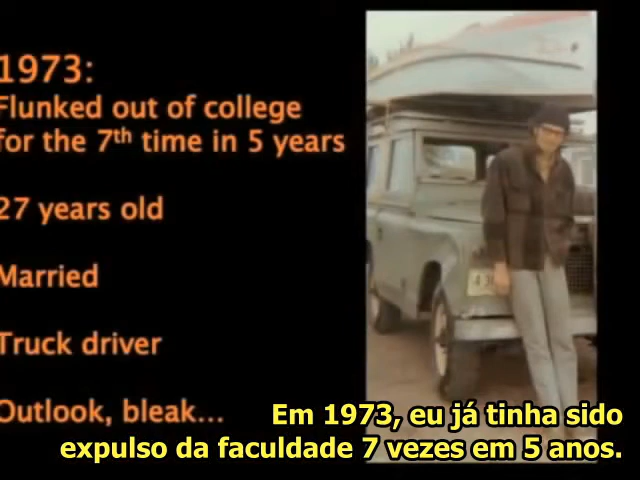 1973:
Flunked out of college
for the 7th time in 5 years
27 years old
Married
Truck driver
Outlook, bleak...
Em 1973, eu já tinha sido
expulso da faculdade 7 vezes em 5 anos.